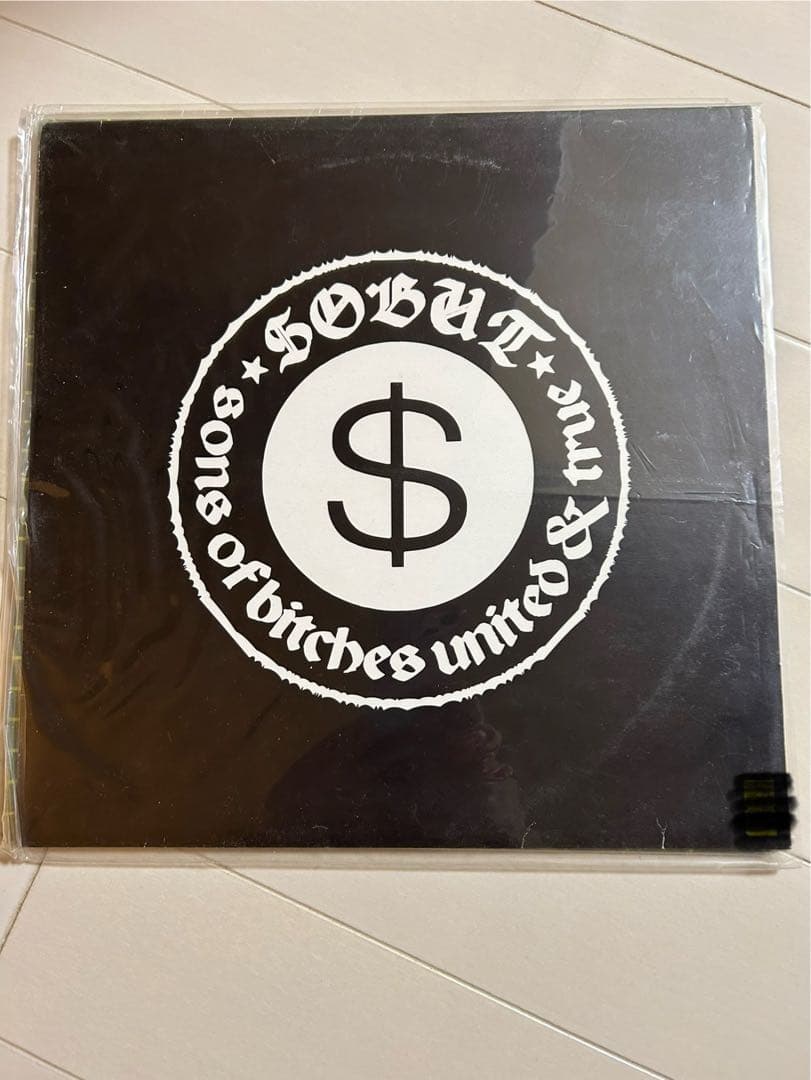 SOBUT
sons of bitches united & true
$